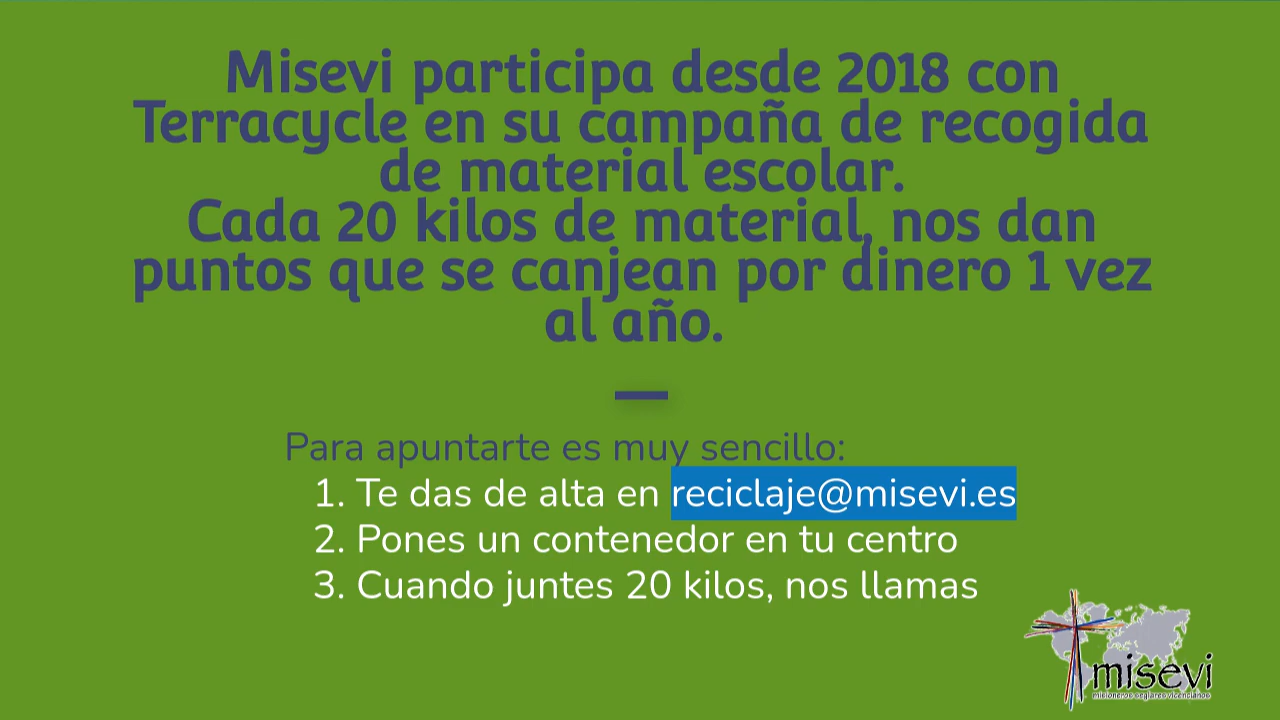 Misevi participa desde 2018 con
Terracycle en su campaña de recogida
de material escolar.
Cada 20 kilos de material, nos dan
puntos que se canjean por dinero 1 vez
al año.
Para apuntarte es muy sencillo:
1. Te das de alta en reciclaje@misevi.es
2. Pones un contenedor en tu centro
3. Cuando juntes 20 kilos, nos llamas
misevi
misioneros seglares vicencianos